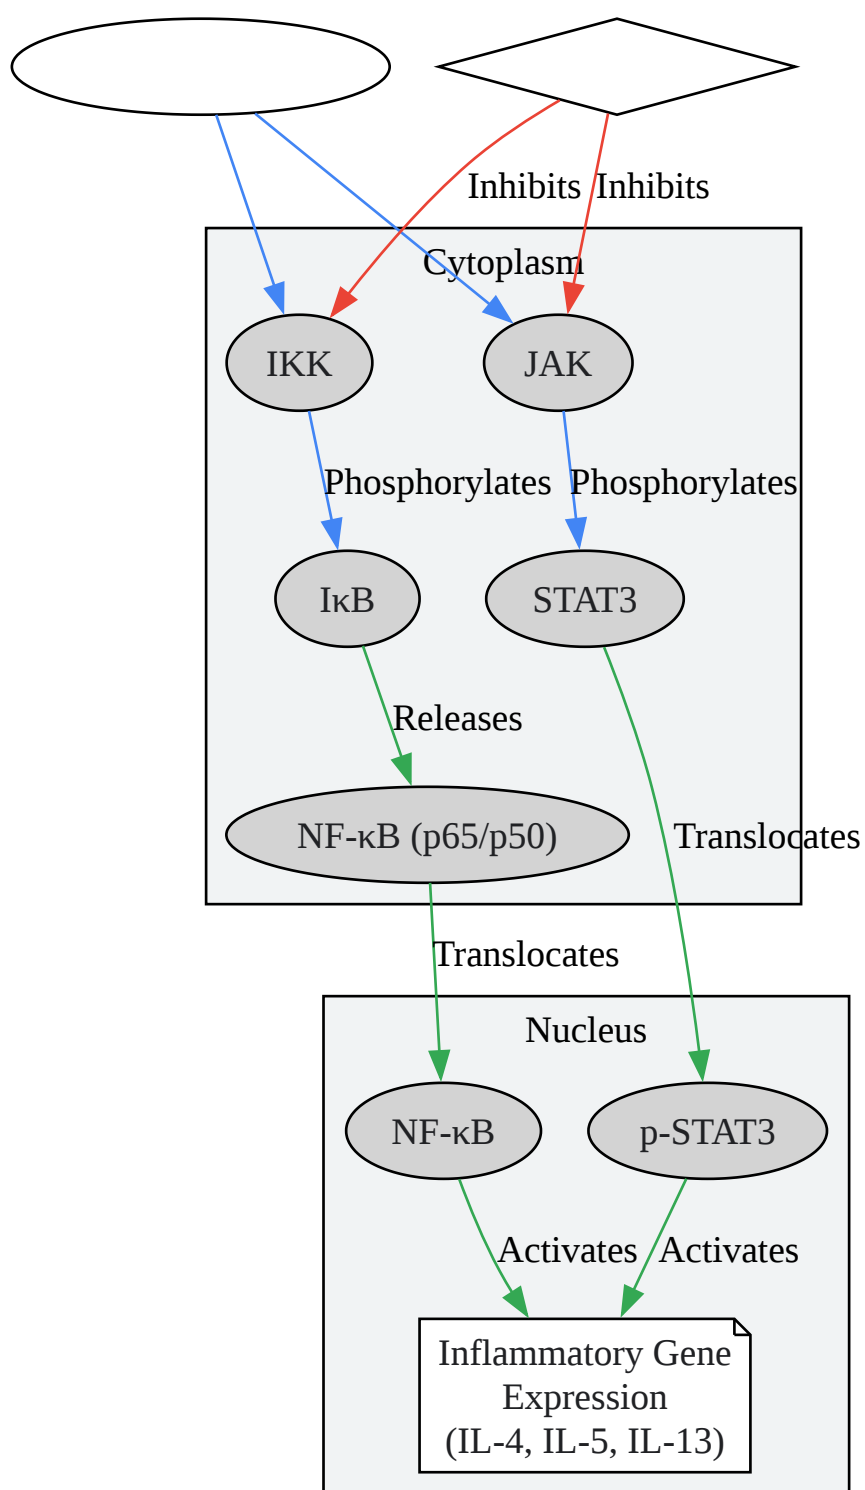 Inhibits
Inhibits
Cytoplasm
IKK
JAK
Phosphorylates
Phosphorylates
IκB
STAT3
Releases
NF-κB (p65/p50)
Translocates
Translocates
Nucleus
NF-κB
p-STAT3
Activates
Activates
Inflammatory Gene
Expression
(IL-4, IL-5, IL-13)